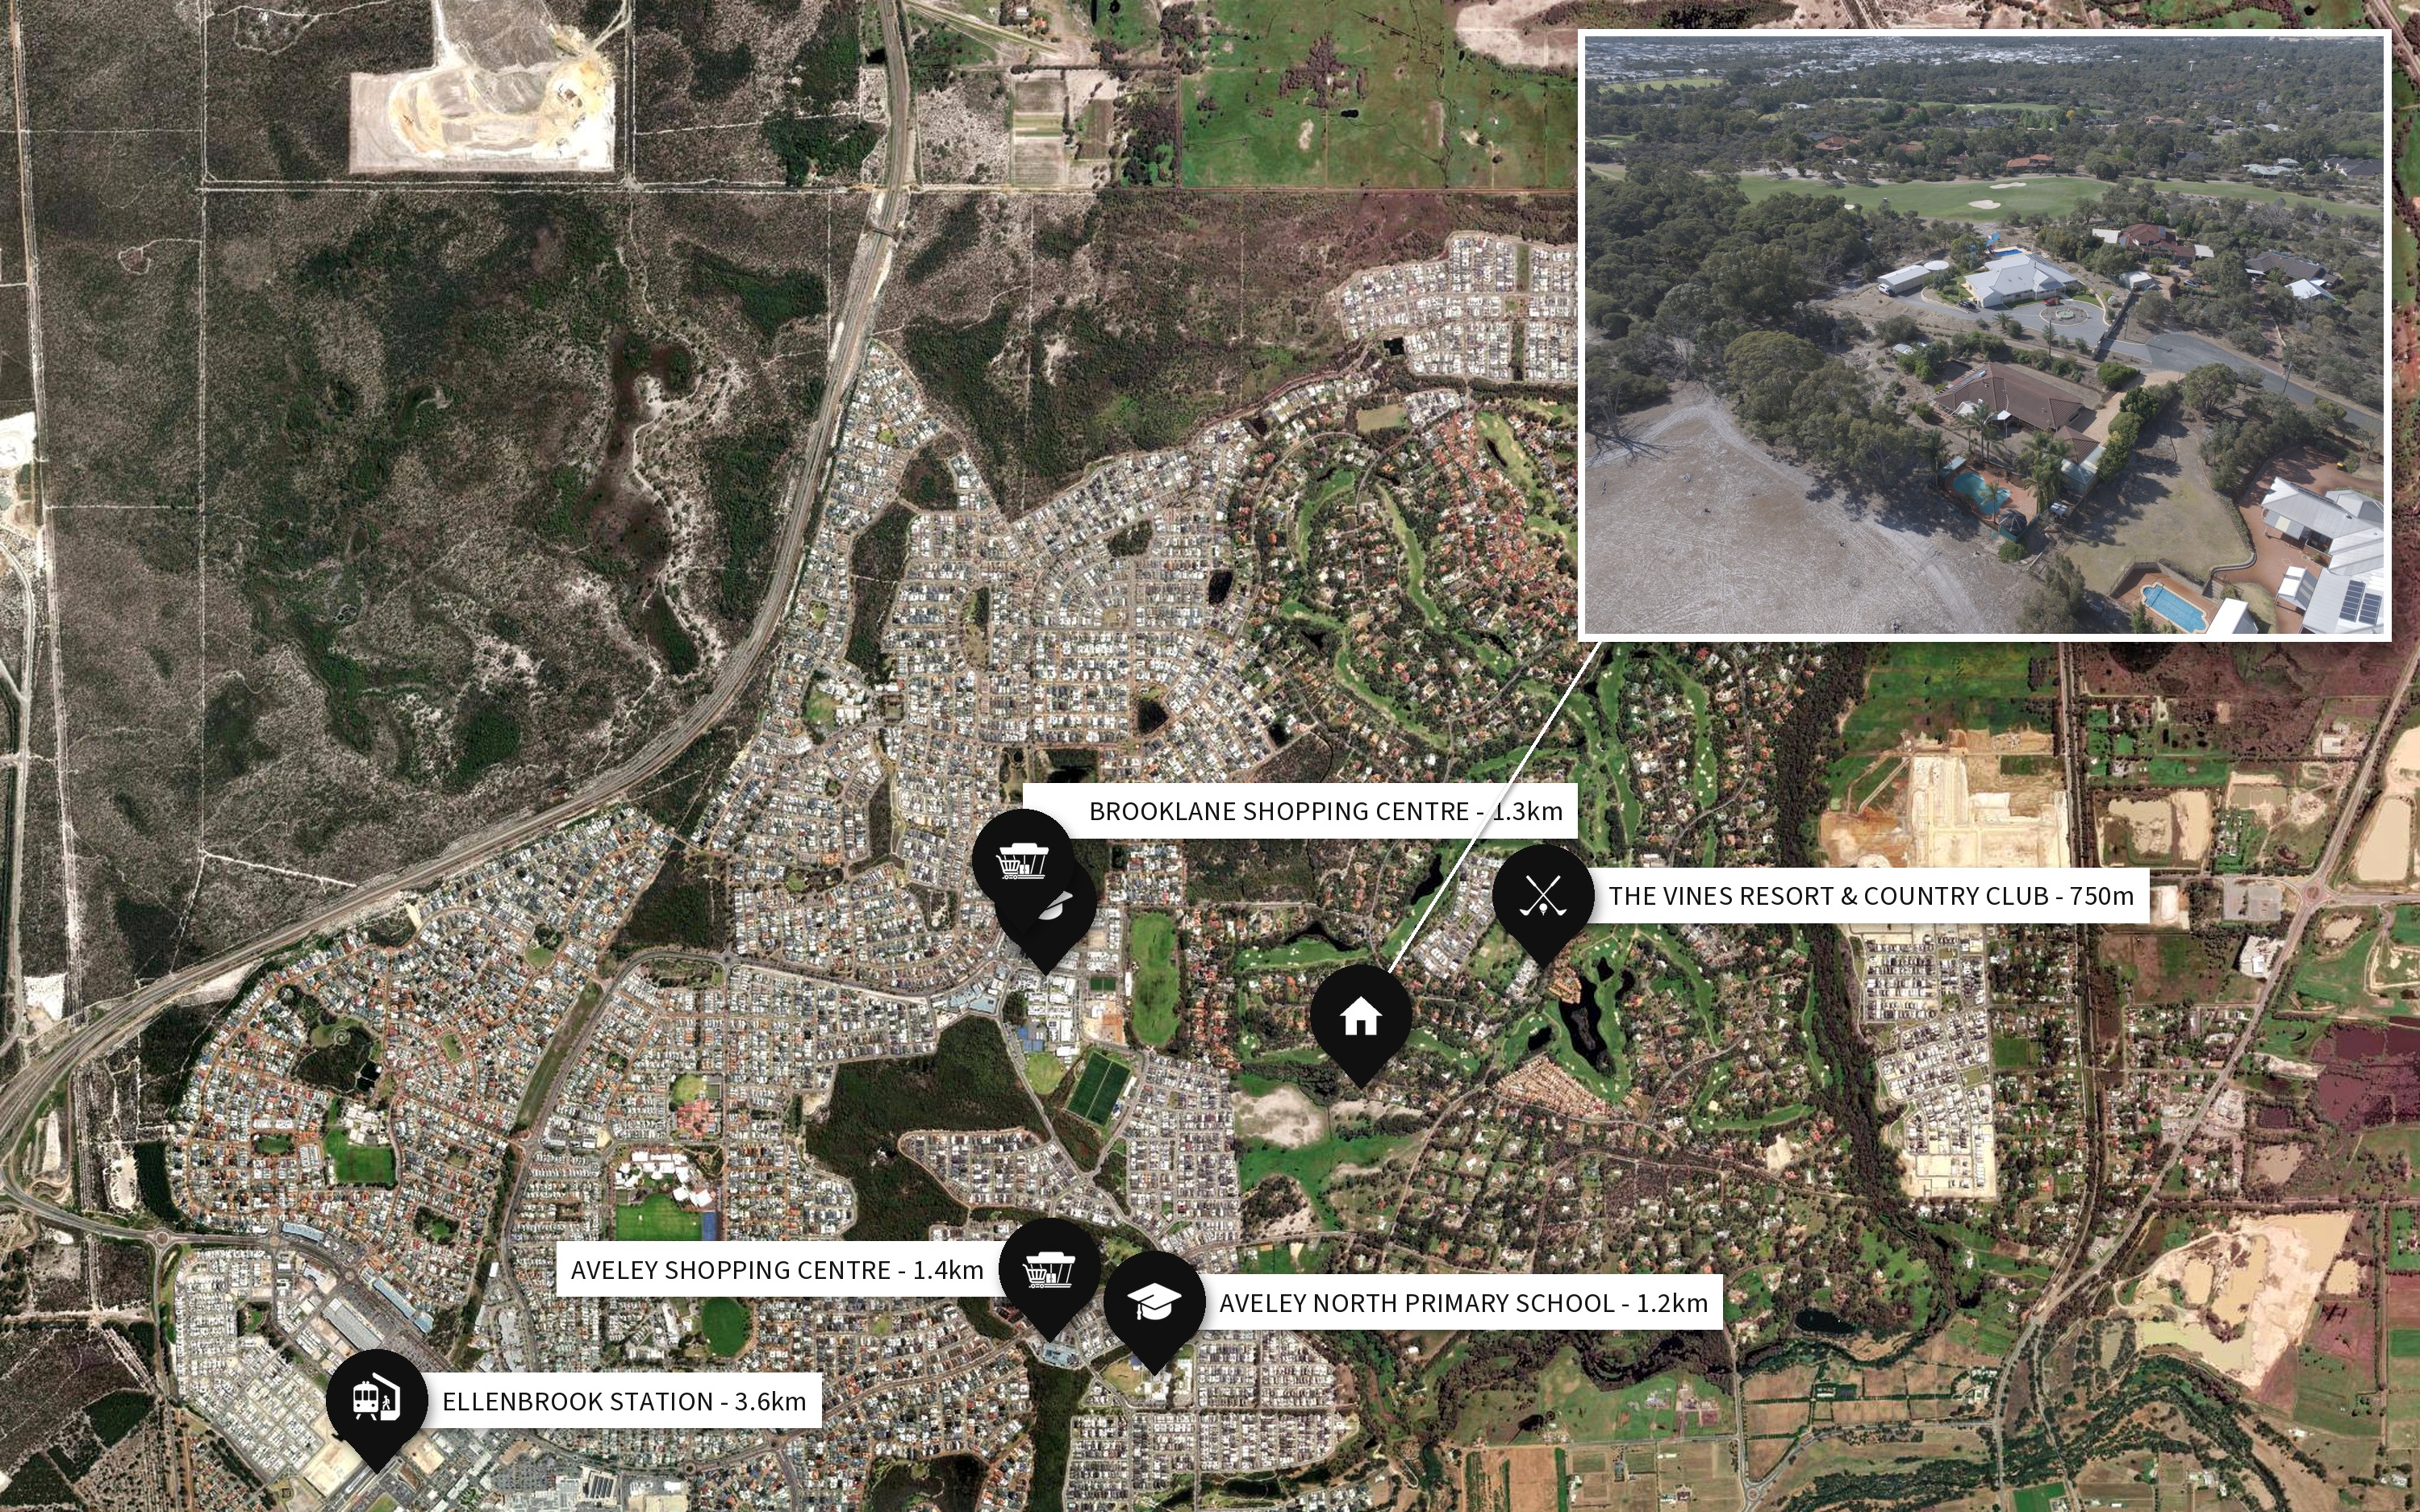 BROOKLANE SHOPPING CENTRE - 1.3km
THE VINES RESORT & COUNTRY CLUB - 750m
AVELEY SHOPPING CENTRE - 1.4km
AVELEY NORTH PRIMARY SCHOOL - 1.2km
ELLENBROOK STATION - 3.6km